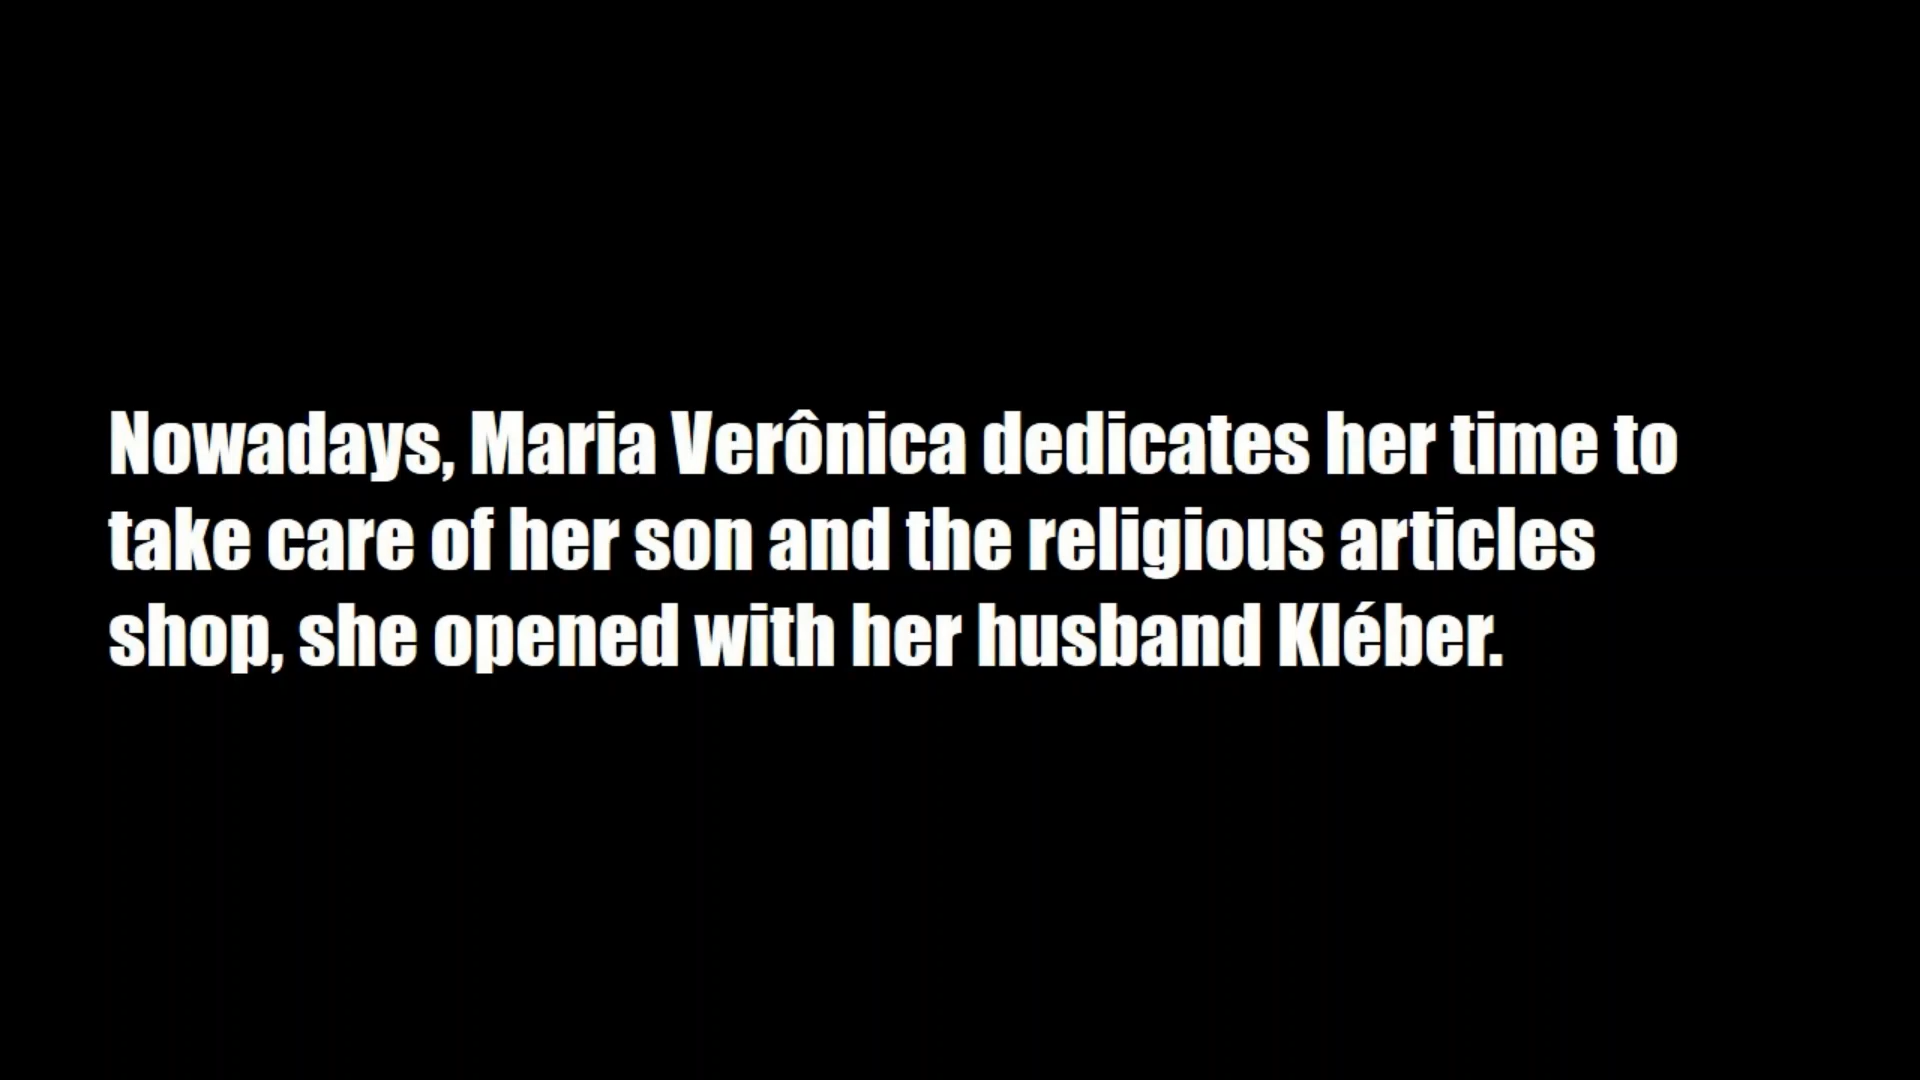 Nowadays, Maria Verônica dedicates her time to
take care of her son and the religious articles
shop, she opened with her husband Kléber.